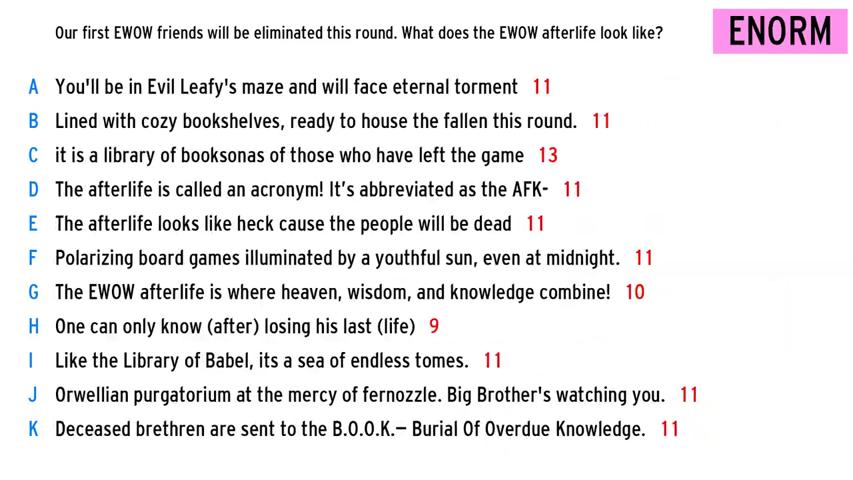 Our first EWOW friends will be eliminated this round. What does the EWOW afterlife look like?
ENORM
A You'll be in Evil Leafy's maze and will face eternal torment 11
B Lined with cozy bookshelves, ready to house the fallen this round. 11
C it is a library of booksonas of those who have left the game 13
D The afterlife is called an acronym! It’s abbreviated as the AFK- 11
E The afterlife looks like heck cause the people will be dead 11
F Polarizing board games illuminated by a youthful sun, even at midnight. 11
G The EWOW afterlife is where heaven, wisdom, and knowledge combine! 10
H One can only know (after) losing his last (life) 9
I Like the Library of Babel, its a sea of endless tomes. 11
J Orwellian purgatorium at the mercy of fernozzle. Big Brother's watching you. 11
K Deceased brethren are sent to the B.O.O.K.— Burial Of Overdue Knowledge. 11